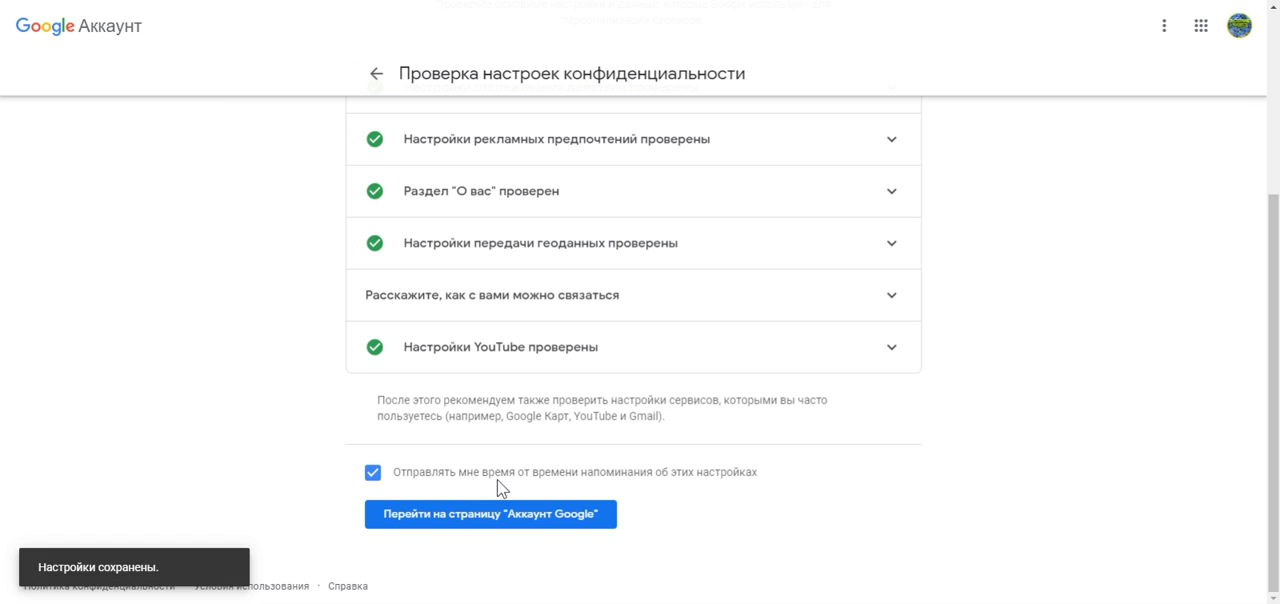 Google Аккаунт
Проверка настроек конфиденциальности
Настройки рекламных предпочтений проверены
Раздел "О вас" проверен
Настройки передачи геоданных проверены
Расскажите, как с вами можно связаться
Настройки YouTube проверены
После этого рекомендуем также проверить настройки сервисов, которыми вы часто
пользуетесь (например, Google Карт, YouTube и Gmail).
Отправлять мне время от времени напоминания об этих настройках
Перейти на страницу "Аккаунт Google"
Настройки сохранены.
Политика конфиденциальности Условия использования · Справка